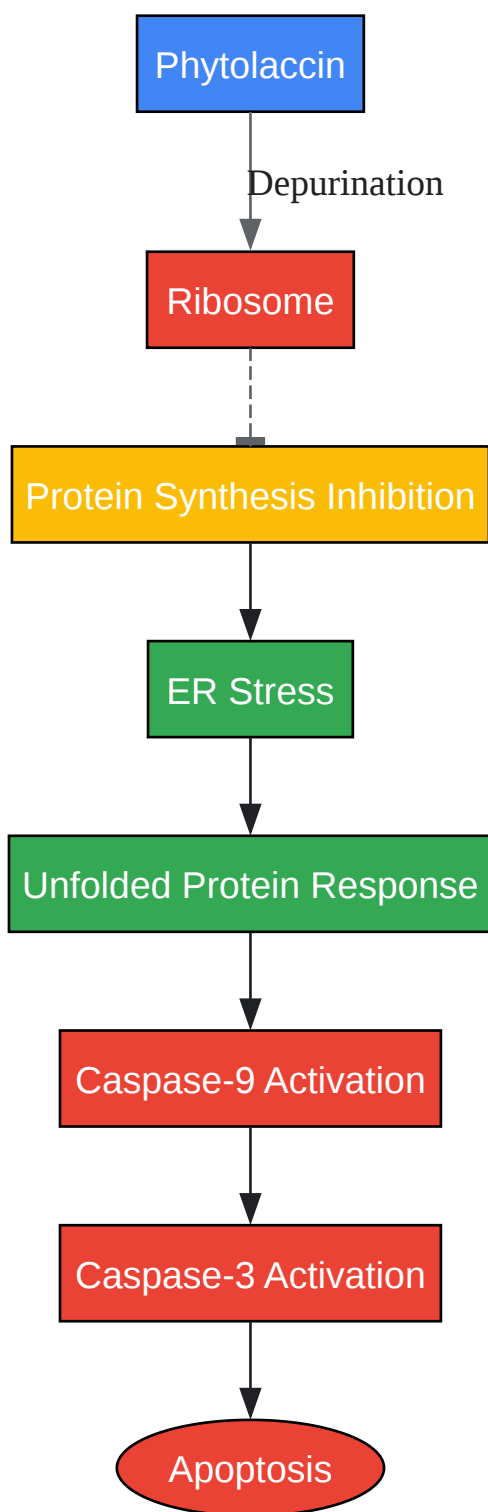 Phytolaccin
Depurination
Ribosome
Protein Synthesis Inhibition
ER Stress
Unfolded Protein Response
Caspase-9 Activation
Caspase-3 Activation
Apoptosis